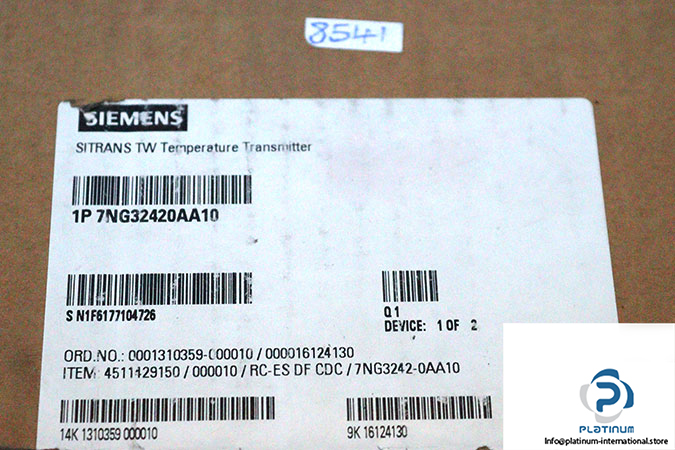 8541
SIEMENS
SITRANS TW Temperature Transmitter
1P 7NG32420AA10
S N1F6177104726
Q 1
DEVICE: 1 OF 2
ORD.NO.: 0001310359-000010 / 000016124130
ITEM: 4511429150 / 000010 / RC-ES DF CDC / 7NG3242-0AA10
14K 1310359 000010
9K 16124130
PLATINUM
Info@platinum-international.store